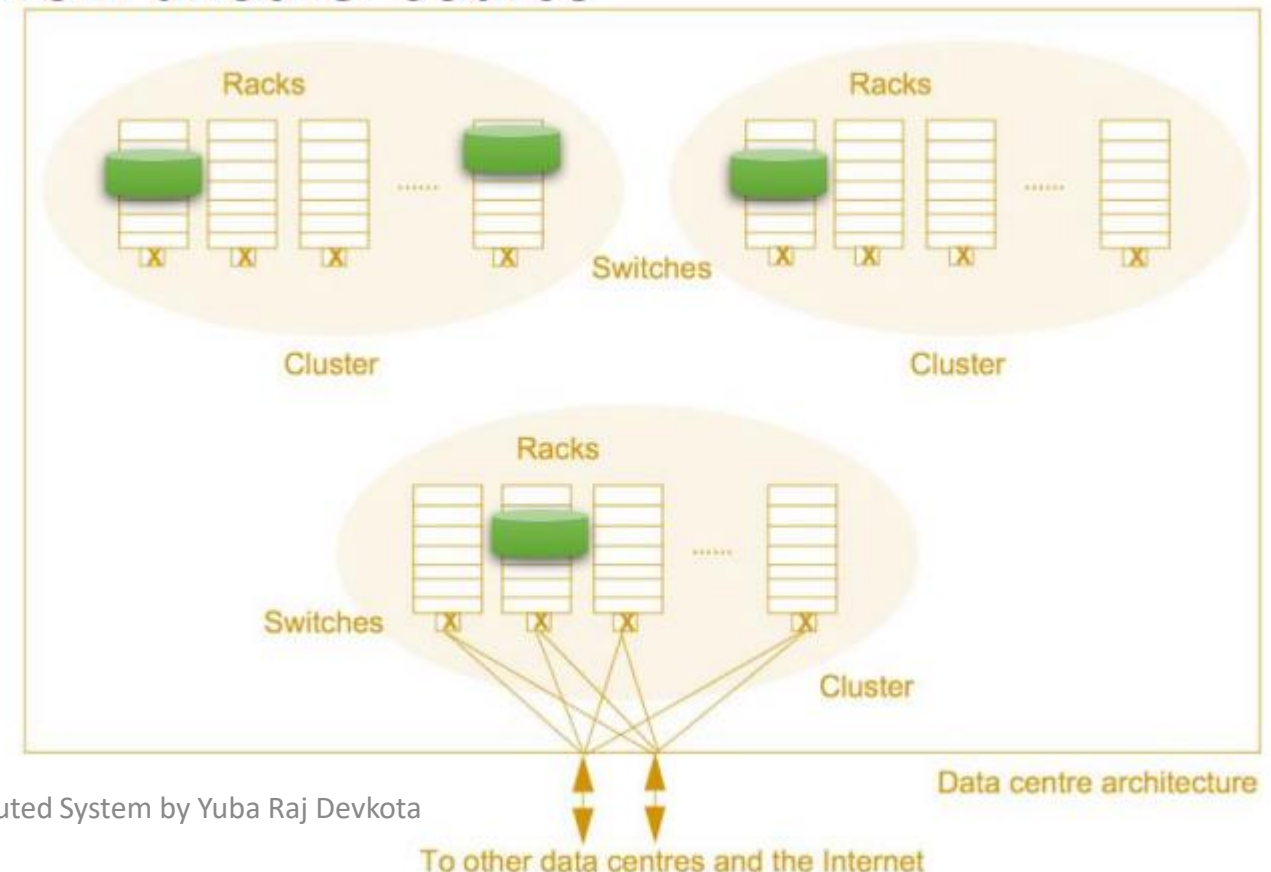 Racks
Racks
......
......
X X X X
X X X X
Switches
Cluster
Cluster
Racks
......
Switches
X X X X
Cluster
Data centre architecture
uted System by Yuba Raj Devkota
To other data centres and the Internet